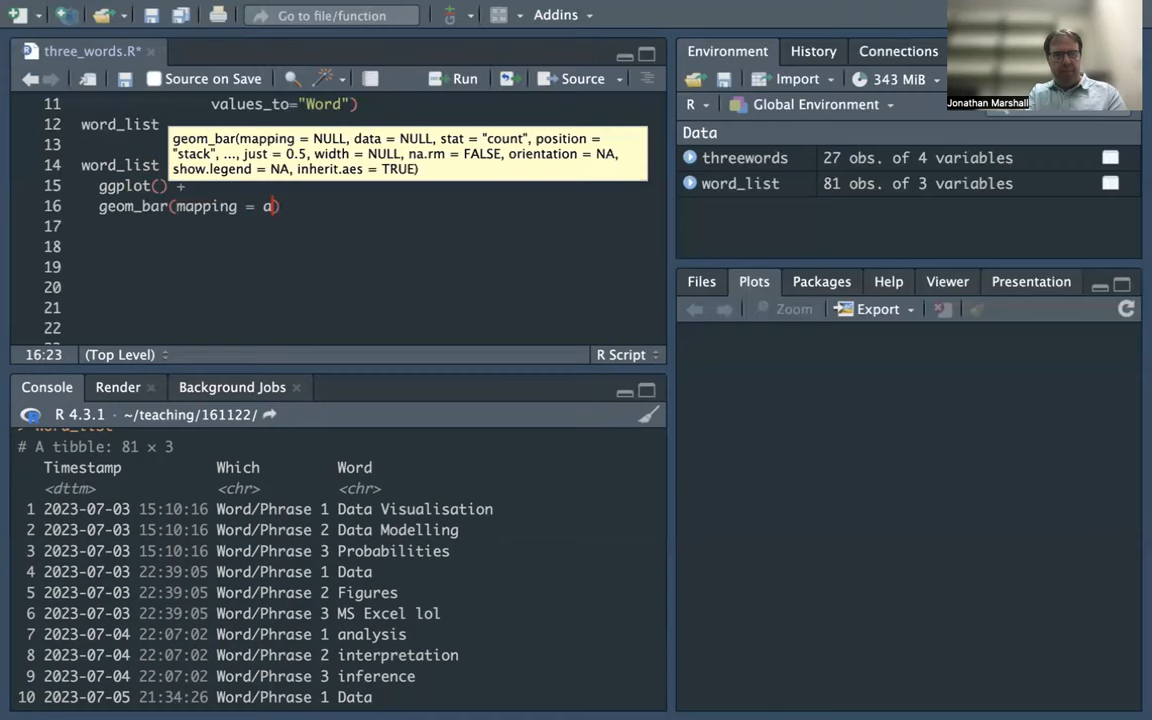 Go to file/function
Addins
three_words.R*
Source on Save
Run
Source
11 values_to="Word")
12 word_list
13
14 word_list
15 ggplot() +
16 geom_bar(mapping = a)
17
18
19
20
21
22
geom_bar(mapping = NULL, data = NULL, stat = "count", position =
"stack", ..., just = 0.5, width = NULL, na.rm = FALSE, orientation = NA,
show.legend = NA, inherit.aes = TRUE)
16:23 (Top Level) R Script
Console Render Background Jobs
R 4.3.1 · ~/teaching/161122/
> word_list
# A tibble: 81 × 3
Timestamp Which Word
<dttm> <chr> <chr>
1 2023-07-03 15:10:16 Word/Phrase 1 Data Visualisation
2 2023-07-03 15:10:16 Word/Phrase 2 Data Modelling
3 2023-07-03 15:10:16 Word/Phrase 3 Probabilities
4 2023-07-03 22:39:05 Word/Phrase 1 Data
5 2023-07-03 22:39:05 Word/Phrase 2 Figures
6 2023-07-03 22:39:05 Word/Phrase 3 MS Excel lol
7 2023-07-04 22:07:02 Word/Phrase 1 analysis
8 2023-07-04 22:07:02 Word/Phrase 2 interpretation
9 2023-07-04 22:07:02 Word/Phrase 3 inference
10 2023-07-05 21:34:26 Word/Phrase 1 Data
Environment History Connections
Import 343 MiB
R Global Environment
Data
threewords 27 obs. of 4 variables
word_list 81 obs. of 3 variables
Files Plots Packages Help Viewer Presentation
Zoom Export
Jonathan Marshall